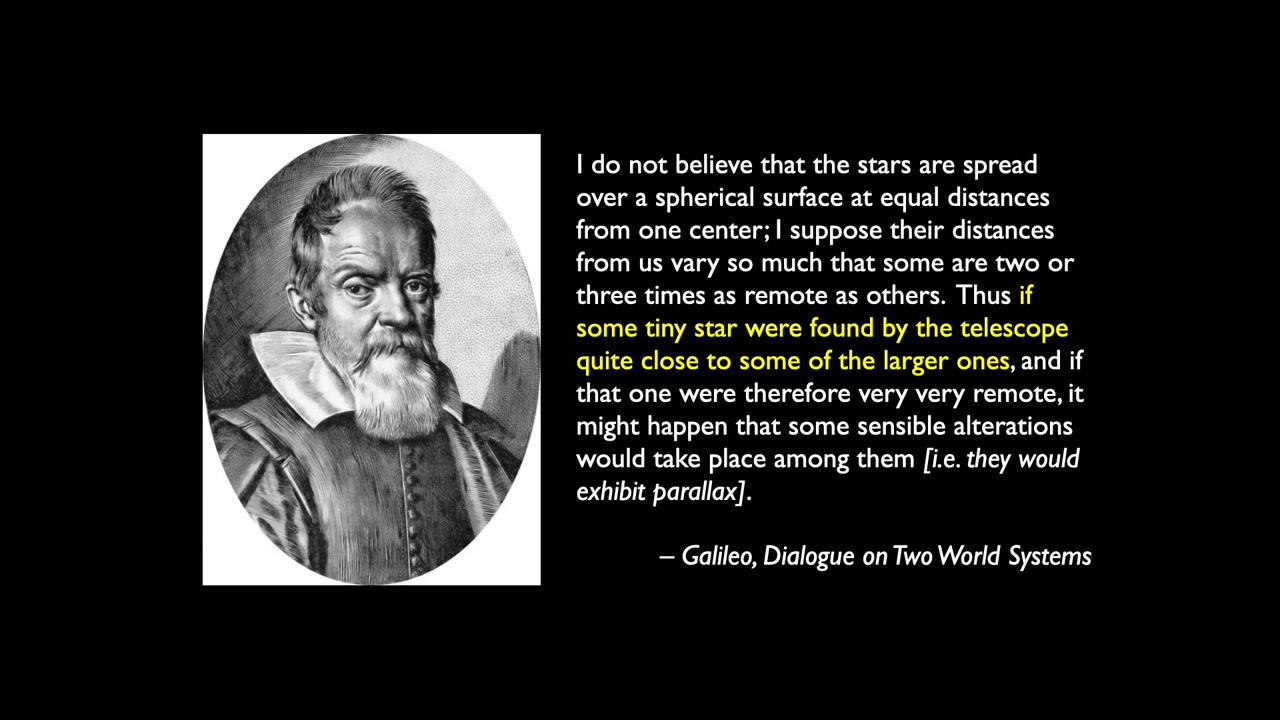 I do not believe that the stars are spread
over a spherical surface at equal distances
from one center; I suppose their distances
from us vary so much that some are two or
three times as remote as others. Thus if
some tiny star were found by the telescope
quite close to some of the larger ones, and if
that one were therefore very very remote, it
might happen that some sensible alterations
would take place among them [i.e. they would
exhibit parallax].
– Galileo, Dialogue on Two World Systems